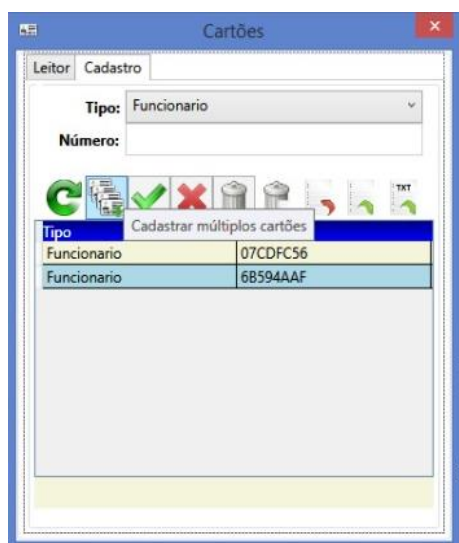 Cartões
Leitor Cadastro
Tipo: Funcionario
Número:
TXT
Tipo Cadastrar múltiplos cartões
Funcionario 07CDFC56
Funcionario 6B594AAF